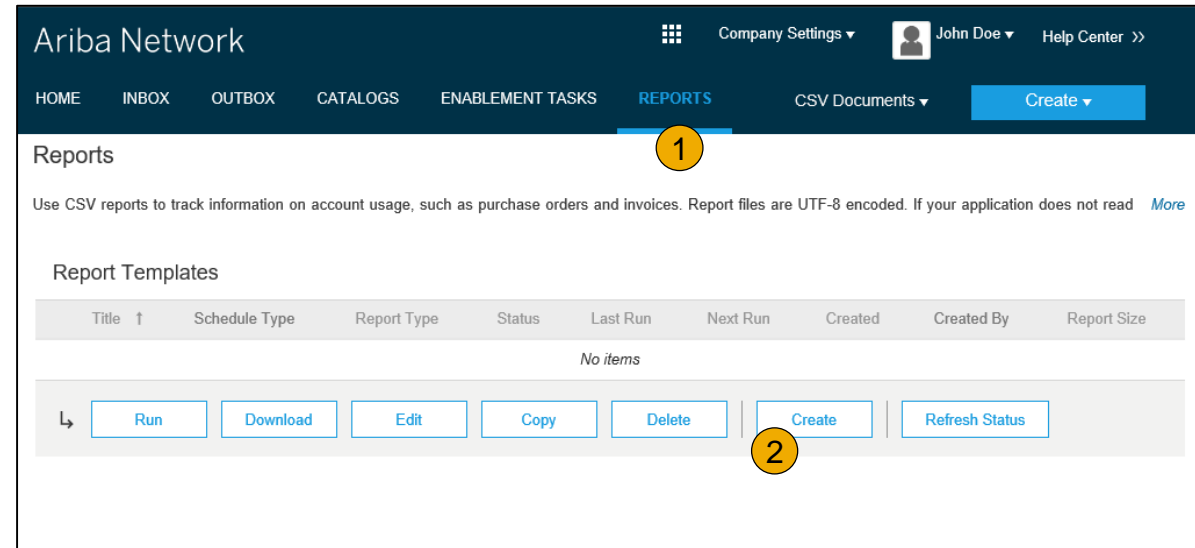 Ariba Network
Company Settings ▾
John Doe ▾
Help Center >>
HOME INBOX OUTBOX CATALOGS ENABLEMENT TASKS REPORTS CSV Documents ▾ Create ▾
1
Reports
Use CSV reports to track information on account usage, such as purchase orders and invoices. Report files are UTF-8 encoded. If your application does not read More
Report Templates
Title ↑ Schedule Type Report Type Status Last Run Next Run Created Created By Report Size
No items
Run Download Edit Copy Delete Create Refresh Status
2